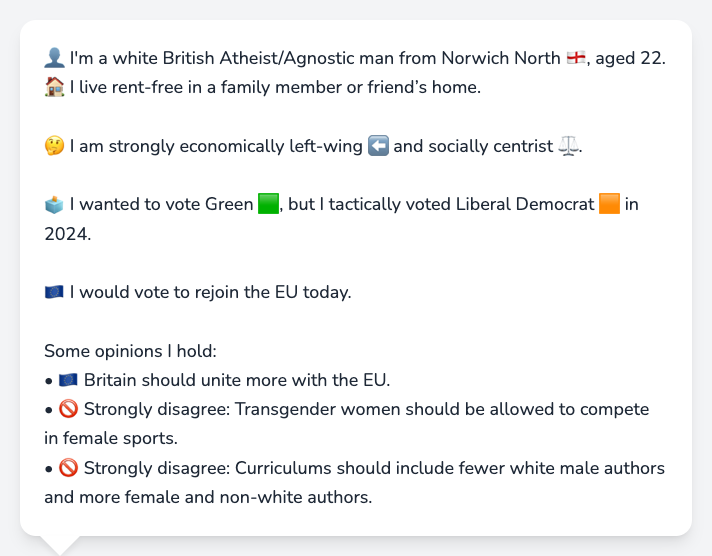 👤 I'm a white British Atheist/Agnostic man from Norwich North 🏴󠁧󠁢󠁥󠁮󠁧󠁿, aged 22.
🏠 I live rent-free in a family member or friend’s home.
🤔 I am strongly economically left-wing ⬅️ and socially centrist ⚖️.
🗳️ I wanted to vote Green 🟩, but I tactically voted Liberal Democrat 🟧 in
2024.
🇪🇺 I would vote to rejoin the EU today.
Some opinions I hold:
• 🇪🇺 Britain should unite more with the EU.
• 🚫 Strongly disagree: Transgender women should be allowed to compete
in female sports.
• 🚫 Strongly disagree: Curriculums should include fewer white male authors
and more female and non-white authors.